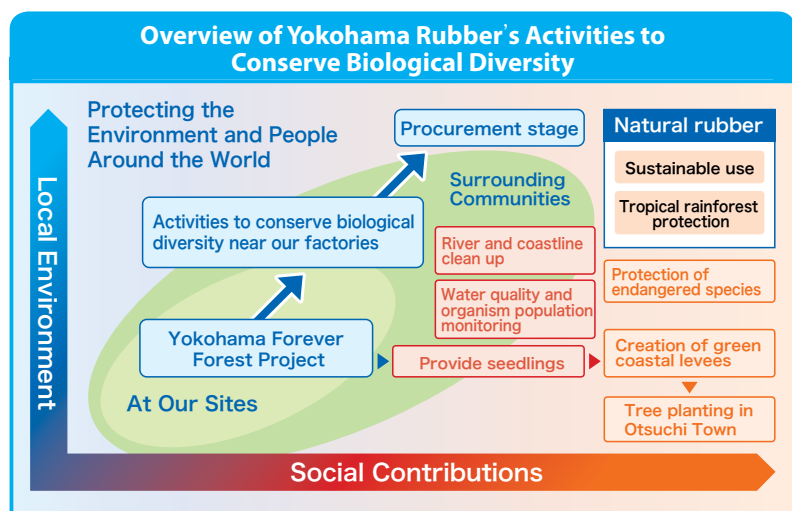 Overview of Yokohama Rubber's Activities to
Conserve Biological Diversity
Protecting the
Environment and People
Around the World
Procurement stage
Natural rubber
Sustainable use
Tropical rainforest
protection
Surrounding
Communities
Activities to conserve biological
diversity near our factories
River and coastline
clean up
Protection of
endangered species
Water quality and
organism population
monitoring
Yokohama Forever
Forest Project
Provide seedlings
Creation of green
coastal levees
At Our Sites
Tree planting in
Otsuchi Town
Local Environment
Social Contributions